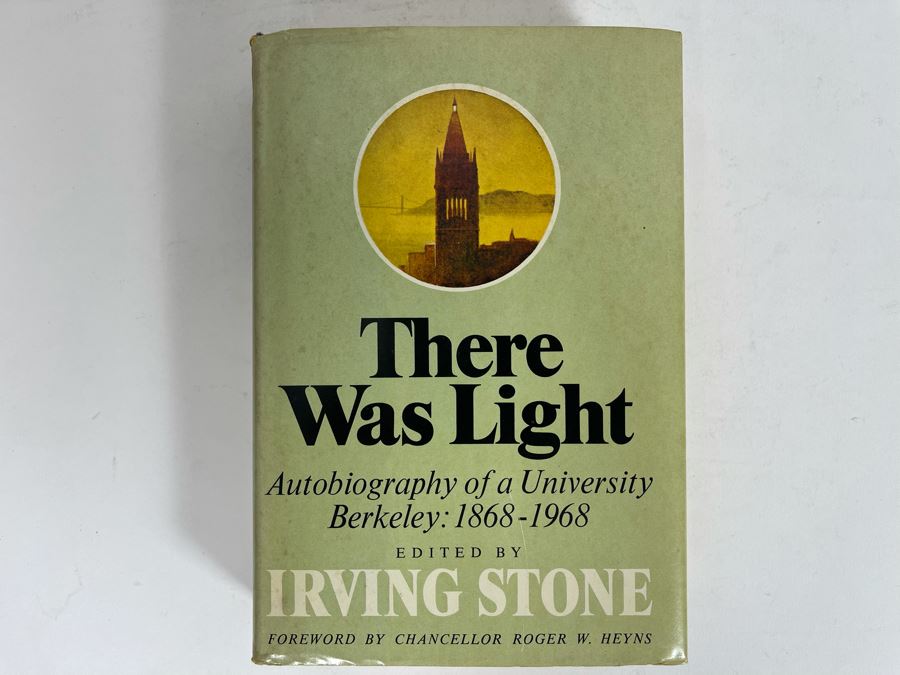 There
Was Light
Autobiography of a University
Berkeley: 1868-1968
EDITED BY
IRVING STONE
FOREWORD BY CHANCELLOR ROGER W. HEYNS